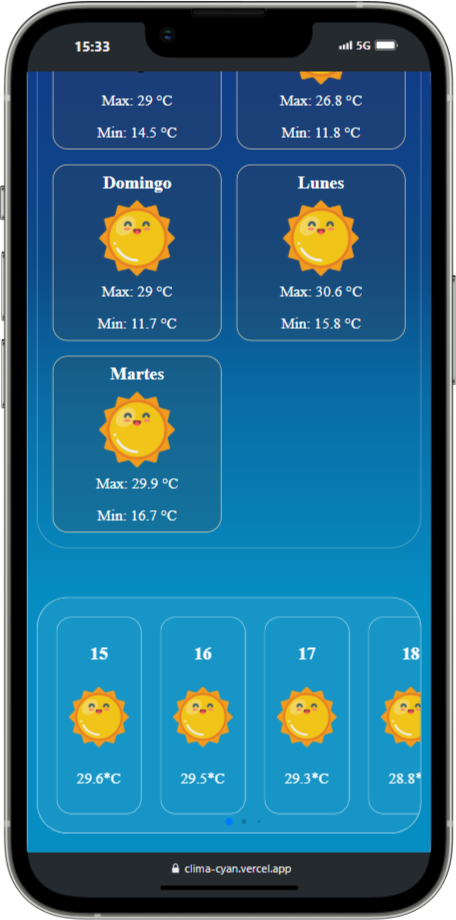 15:33
5G
Max: 29 °C
Max: 26.8 °C
Min: 14.5 °C
Min: 11.8 °C
Domingo
Lunes
Max: 29 °C
Max: 30.6 °C
Min: 11.7 °C
Min: 15.8 °C
Martes
Max: 29.9 °C
Min: 16.7 °C
15 16 17 18
29.6*C 29.5*C 29.3*C 28.8*
clima-cyan.vercel.app